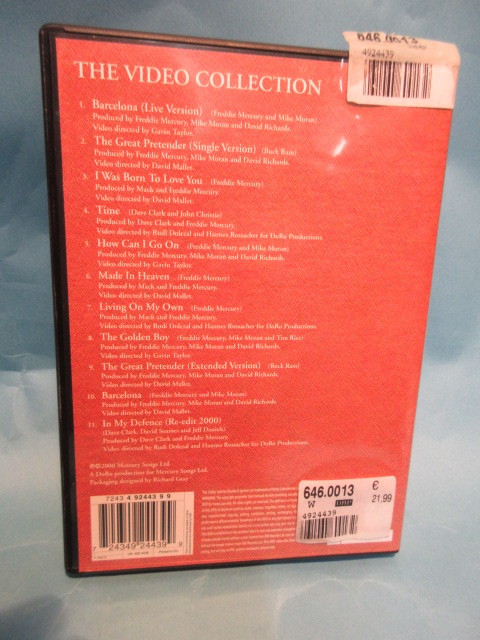 646.0013
4924439
THE VIDEO COLLECTION
1. Barcelona (Live Version) (Freddie Mercury and Mike Moran)
Produced by Freddie Mercury, Mike Moran and David Richards.
Video directed by Gavin Taylor.
2. The Great Pretender (Single Version) (Buck Ram)
Produced by Freddie Mercury, Mike Moran and David Richards.
Video directed by David Mallet.
3. I Was Born To Love You (Freddie Mercury)
Produced by Mack and Freddie Mercury.
Video directed by David Mallet.
4. Time (Dave Clark and John Christie)
Produced by Dave Clark and Freddie Mercury.
Video directed by Rudi Dolezal and Hannes Rossacher for DoRo Productions.
5. How Can I Go On (Freddie Mercury and Mike Moran)
Produced by Freddie Mercury, Mike Moran and David Richards.
Video directed by Gavin Taylor.
6. Made In Heaven (Freddie Mercury)
Produced by Mack and Freddie Mercury.
Video directed by David Mallet.
7. Living On My Own (Freddie Mercury)
Produced by Mack and Freddie Mercury.
Video directed by Rudi Dolezal and Hannes Rossacher for DoRo Productions.
8. The Golden Boy (Freddie Mercury, Mike Moran and Tim Rice)
Produced by Freddie Mercury, Mike Moran and David Richards.
Video directed by Gavin Taylor.
9. The Great Pretender (Extended Version) (Buck Ram)
Produced by Freddie Mercury, Mike Moran and David Richards.
Video directed by David Mallet.
10. Barcelona (Freddie Mercury and Mike Moran)
Produced by Freddie Mercury, Mike Moran and David Richards
Video directed by David Mallet.
11. In My Defence (Re-edit 2000)
(Dave Clark, David Soames and Jeff Daniels)
Produced by Dave Clark and Freddie Mercury.
Video directed by Rudi Dolezal and Hannes Rossacher for DoRo Productions.
℗©2000 Mercury Songs Ltd.
A DoRo production for Mercury Songs Ltd.
Packaging designed by Richard Gray
7243 4 92443 9 9
7 24349 24439 9
646.0013
W
4924439
€
21.99